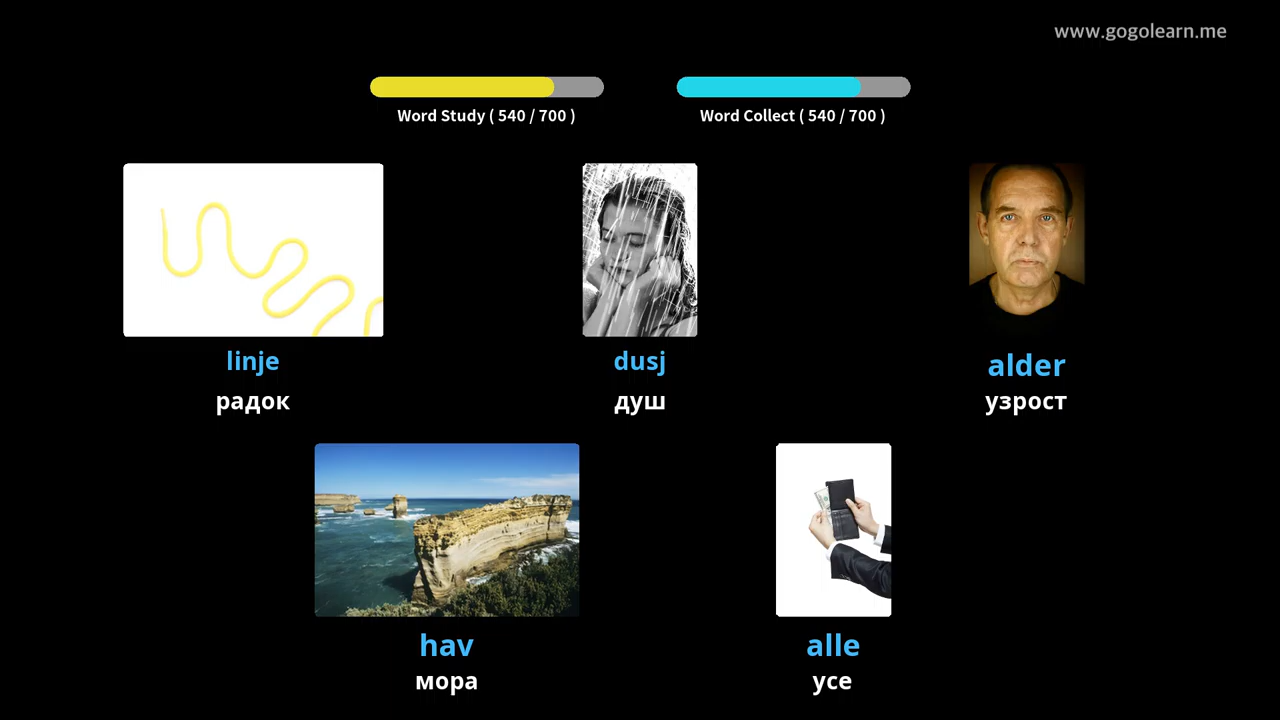 www.gogolearn.me
Word Study ( 540 / 700 )
Word Collect ( 540 / 700 )
linje
радок
dusj
душ
alder
узрост
hav
мора
alle
усе